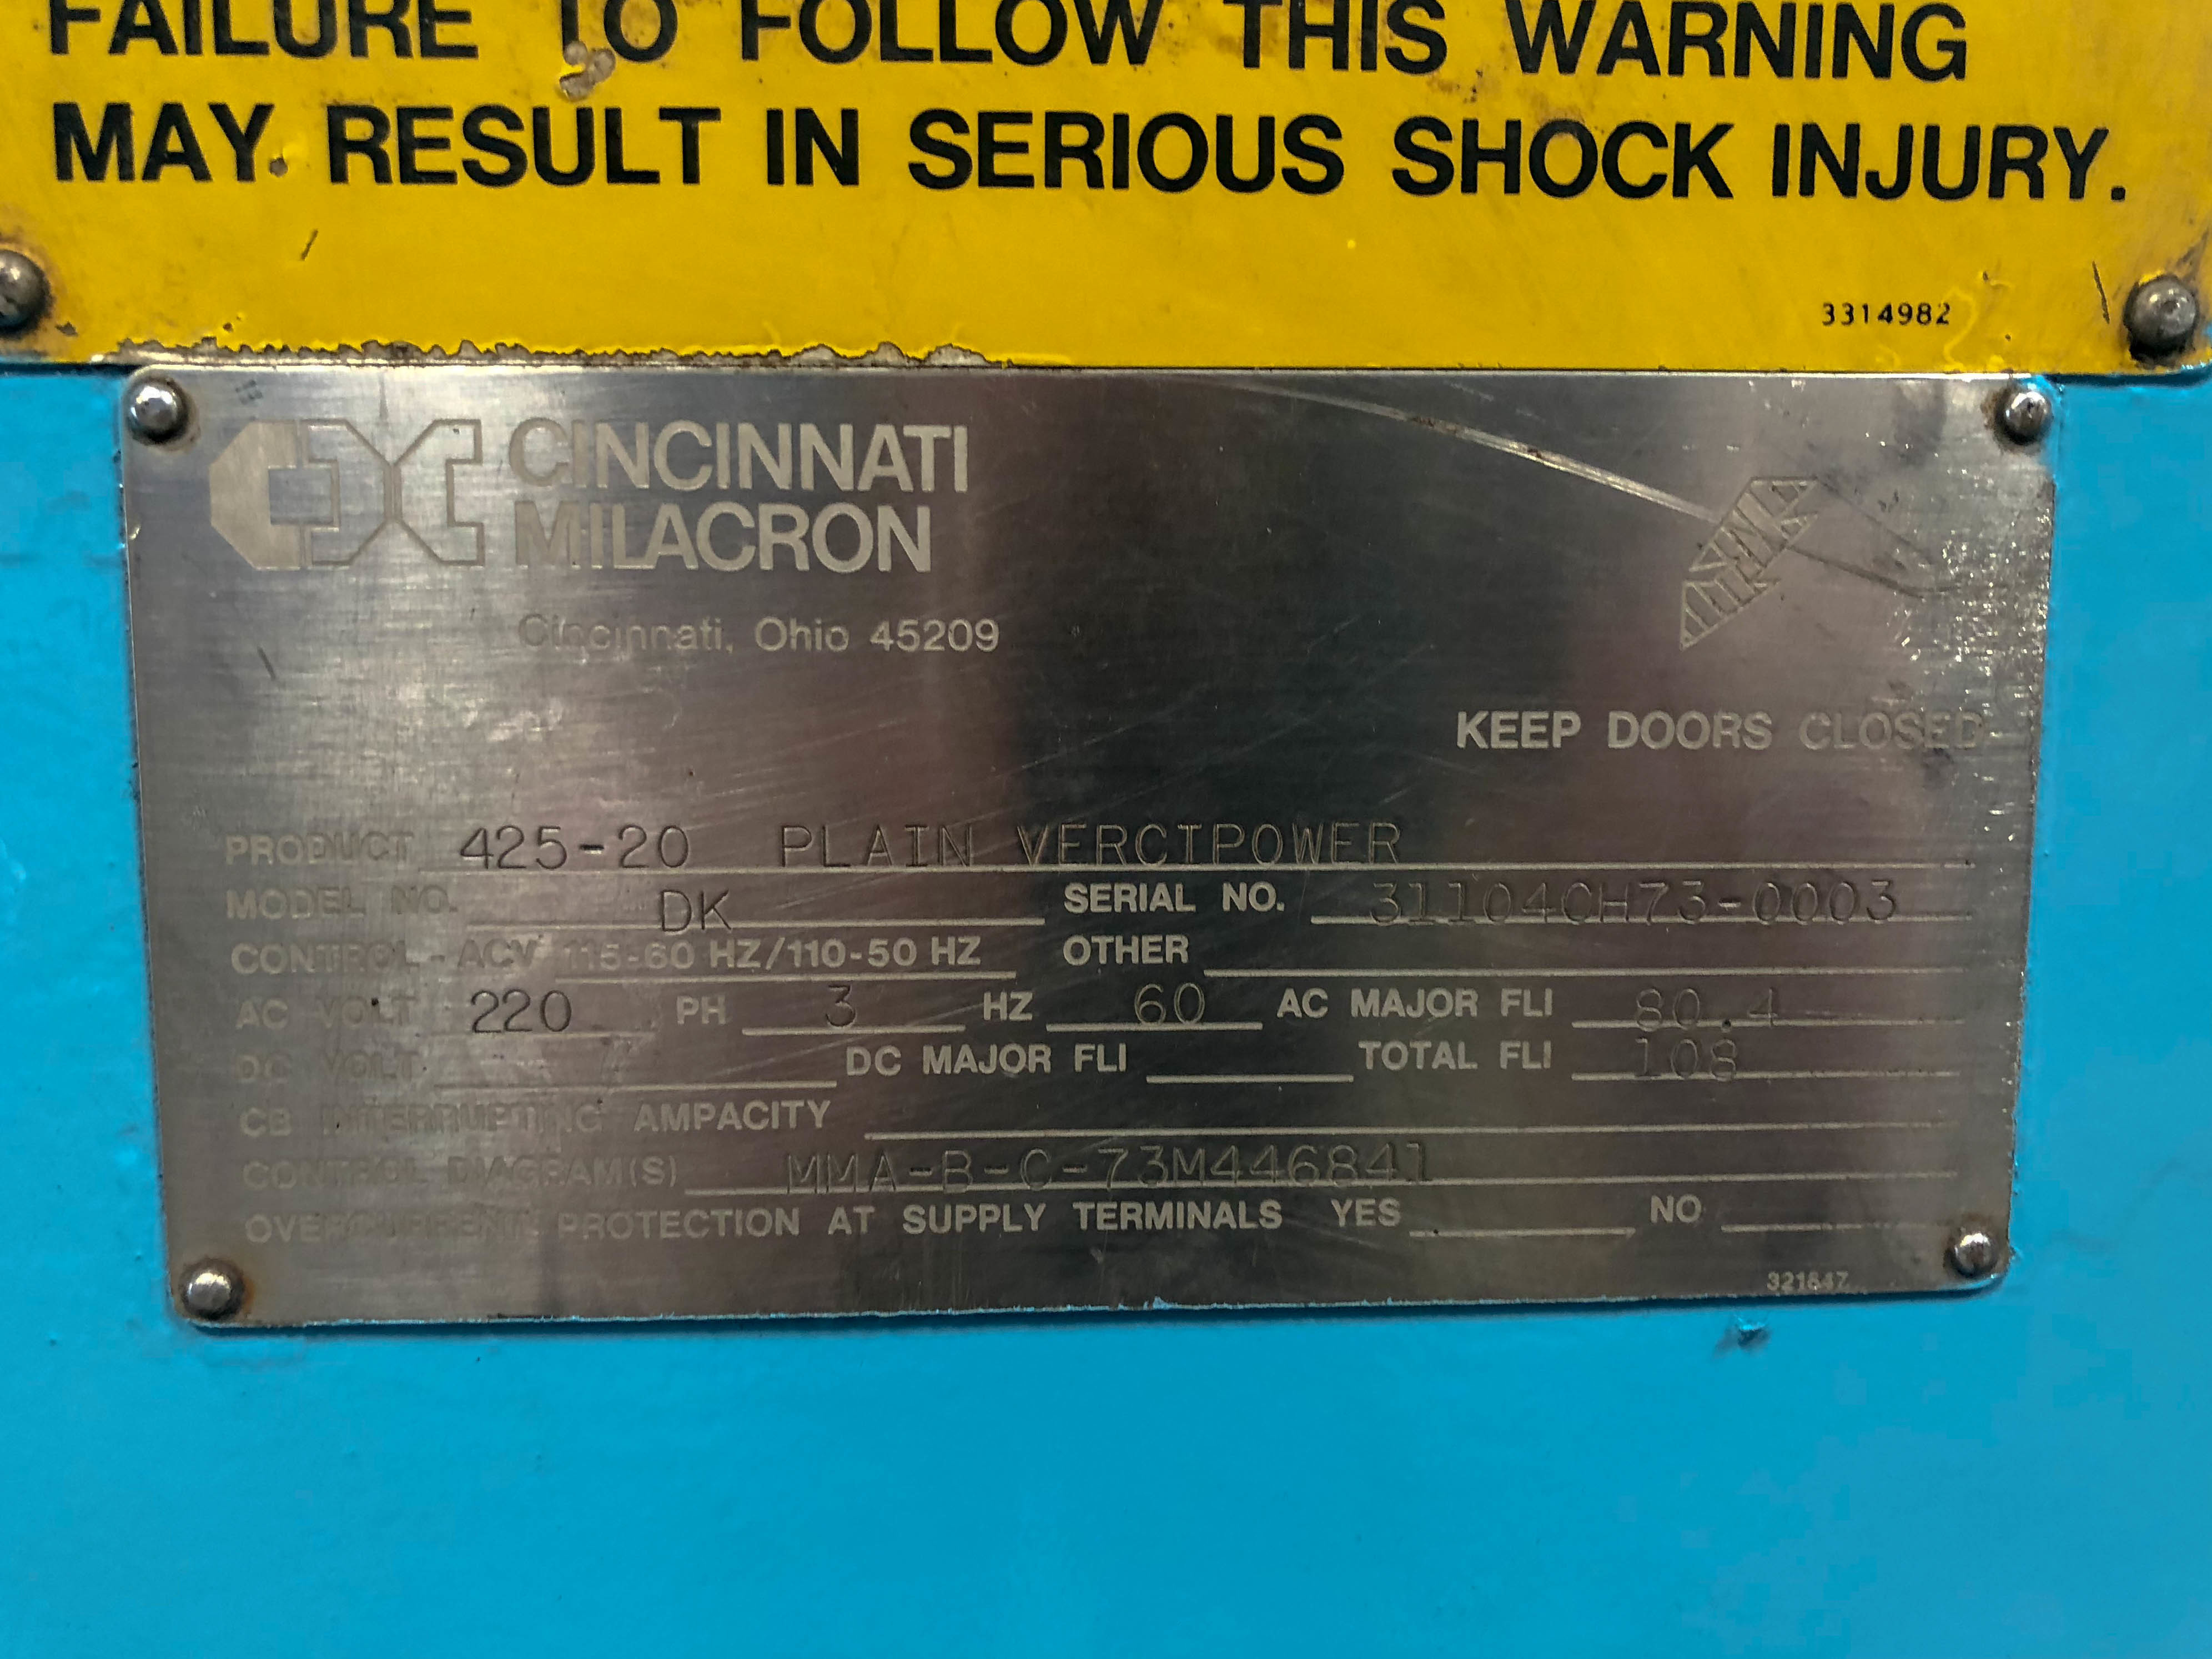 FAILURE TO FOLLOW THIS WARNING
MAY RESULT IN SERIOUS SHOCK INJURY.
3314982
CINCINNATI
MILACRON
Cincinnati, Ohio 45209
KEEP DOORS CLOSED
PRODUCT 425-20 PLAIN VERCIPOWER
MODEL NO. DK SERIAL NO. 31104CH73-0003
CONTROL - ACV 115-60 HZ/110-50 HZ OTHER
AC VOLT 220 PH 3 HZ 60 AC MAJOR FLI 80.4
DC VOLT DC MAJOR FLI TOTAL FLI 108
CB INTERRUPTING AMPACITY
CONTROL DIAGRAM(S) MMA-B-C-73M446841
OVERCURRENT PROTECTION AT SUPPLY TERMINALS YES NO
321847